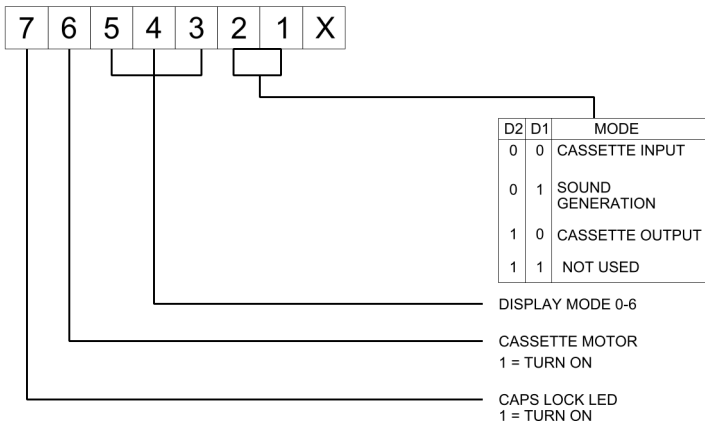 7 6 5 4 3 2 1 X
D2 D1 MODE
0 0 CASSETTE INPUT
0 1 SOUND
GENERATION
1 0 CASSETTE OUTPUT
1 1 NOT USED
DISPLAY MODE 0-6
CASSETTE MOTOR
1 = TURN ON
CAPS LOCK LED
1 = TURN ON